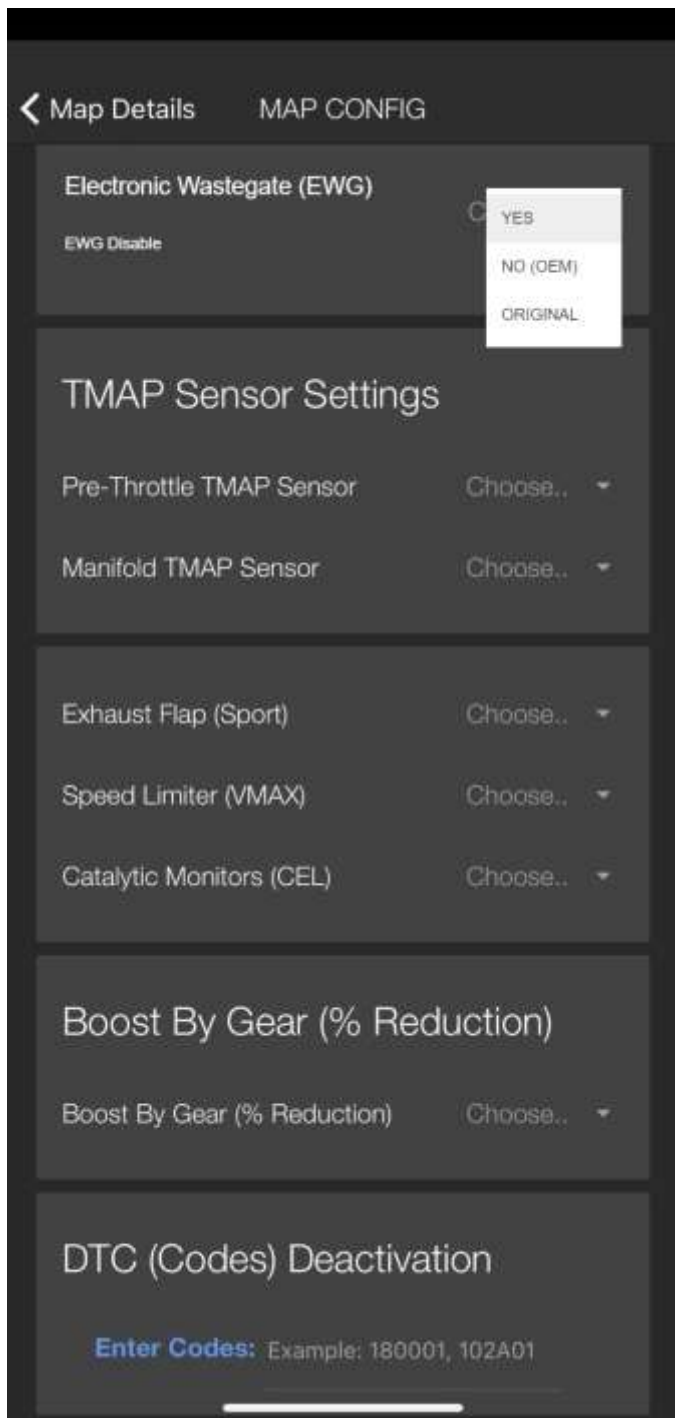 Map Details MAP CONFIG
Electronic Wastegate (EWG)
EWG Disable
YES
NO (OEM)
ORIGINAL
TMAP Sensor Settings
Pre-Throttle TMAP Sensor Choose..
Manifold TMAP Sensor Choose..
Exhaust Flap (Sport) Choose..
Speed Limiter (VMAX) Choose..
Catalytic Monitors (CEL) Choose..
Boost By Gear (% Reduction)
Boost By Gear (% Reduction) Choose..
DTC (Codes) Deactivation
Enter Codes: Example: 180001, 102A01